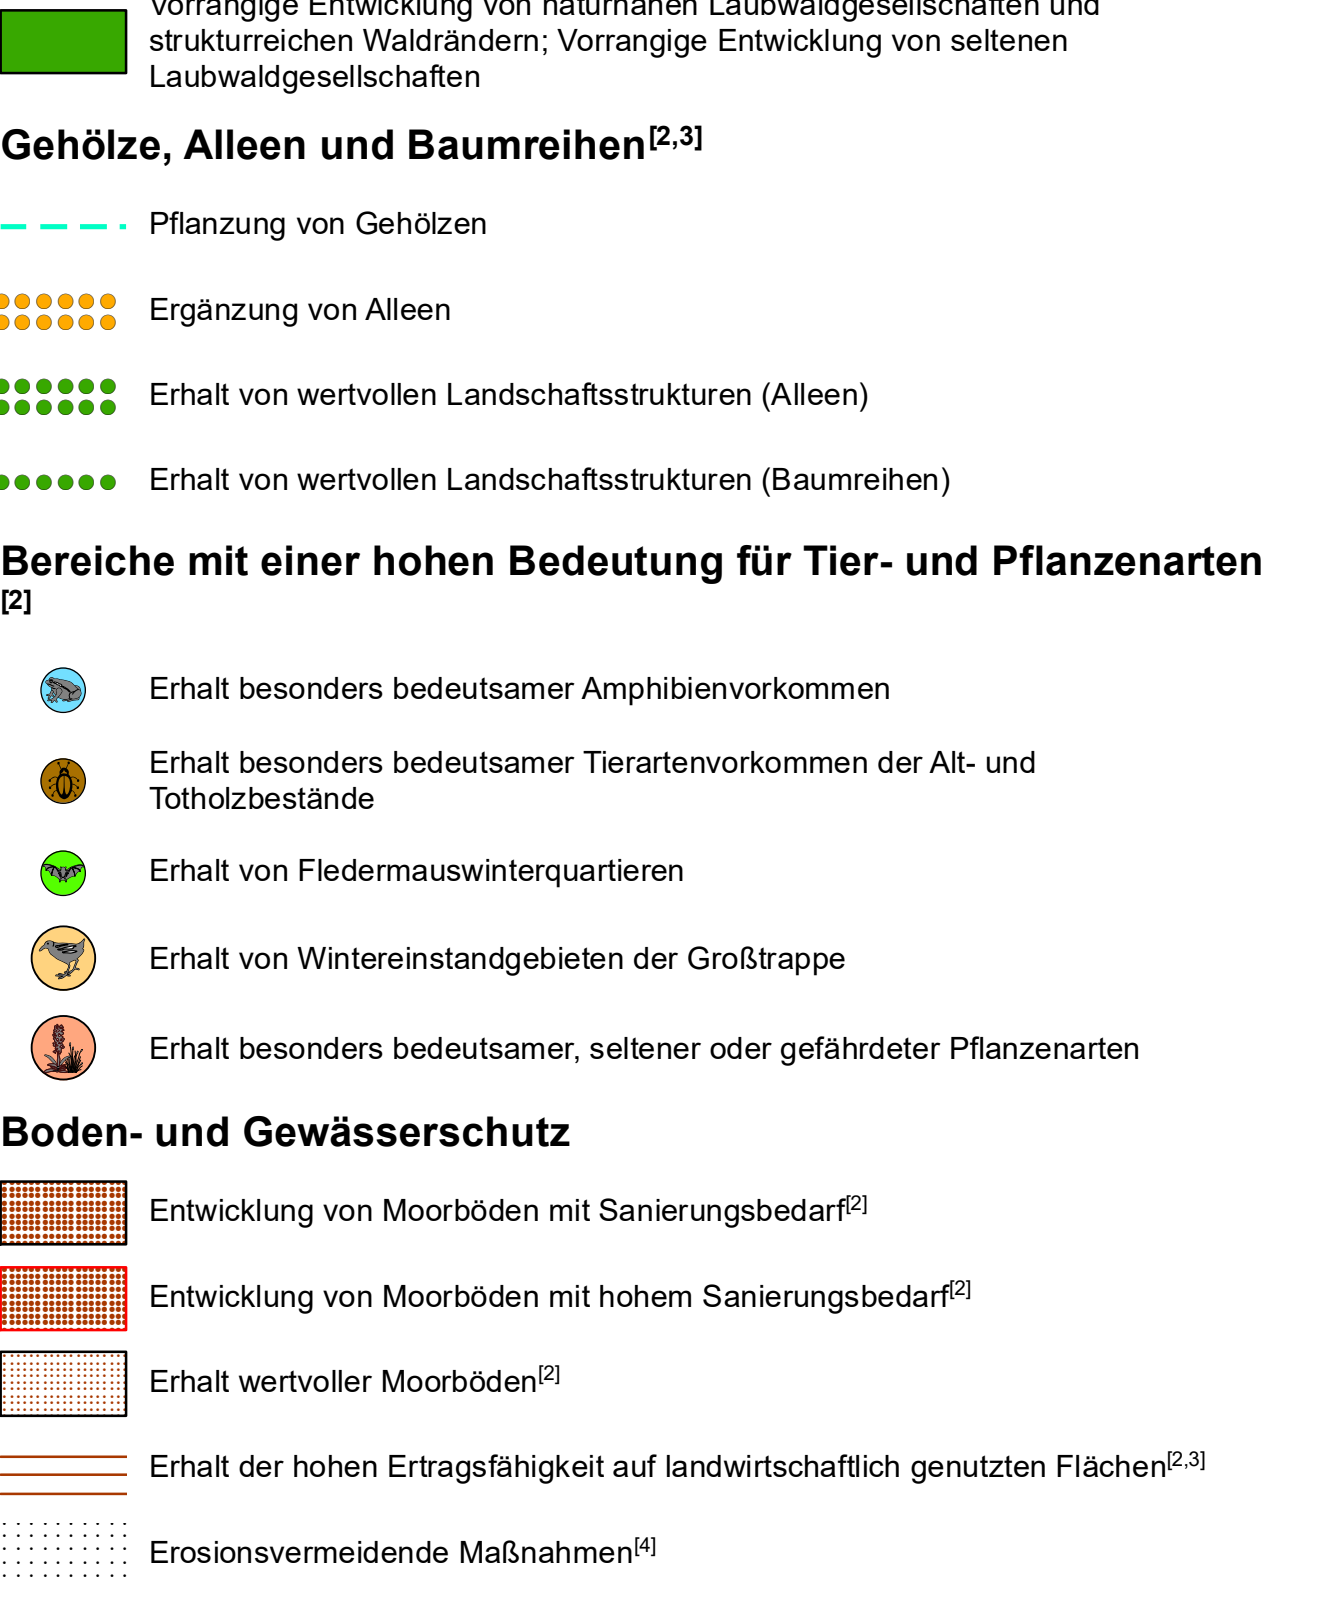 Vorrangige Entwicklung von naturnahen Laubwaldgesellschaften und
strukturreichen Waldrändern; Vorrangige Entwicklung von seltenen
Laubwaldgesellschaften
Gehölze, Alleen und Baumreihen[2,3]
Pflanzung von Gehölzen
Ergänzung von Alleen
Erhalt von wertvollen Landschaftsstrukturen (Alleen)
Erhalt von wertvollen Landschaftsstrukturen (Baumreihen)
Bereiche mit einer hohen Bedeutung für Tier- und Pflanzenarten
[2]
Erhalt besonders bedeutsamer Amphibienvorkommen
Erhalt besonders bedeutsamer Tierartenvorkommen der Alt- und
Totholzbestände
Erhalt von Fledermauswinterquartieren
Erhalt von Wintereinstandgebieten der Großtrappe
Erhalt besonders bedeutsamer, seltener oder gefährdeter Pflanzenarten
Boden- und Gewässerschutz
Entwicklung von Moorböden mit Sanierungsbedarf[2]
Entwicklung von Moorböden mit hohem Sanierungsbedarf[2]
Erhalt wertvoller Moorböden[2]
Erhalt der hohen Ertragsfähigkeit auf landwirtschaftlich genutzten Flächen[2,3]
Erosionsvermeidende Maßnahmen[4]